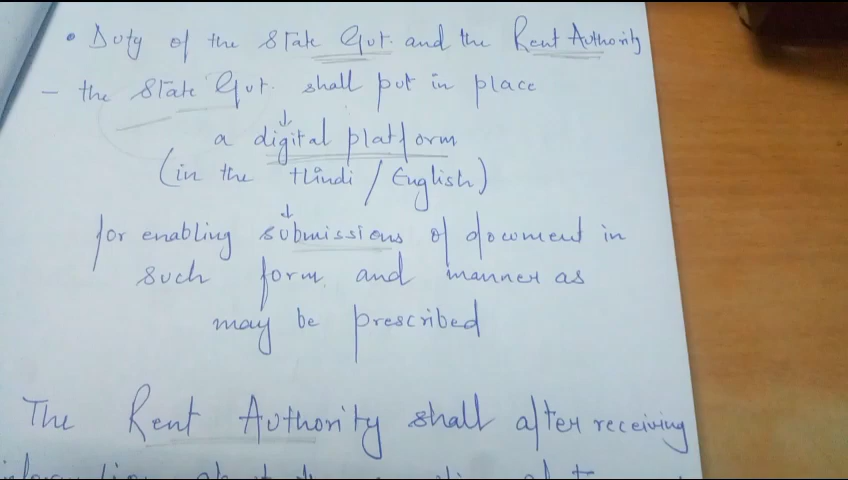 • Duty of the State Gvt. and the Rent Authority
- the State Gvt. shall put in place
↓
a digital platform
(in the Hindi / English)
↓
for enabling submissions of document in
such form and manner as
may be prescribed
The Rent Authority shall after receiving